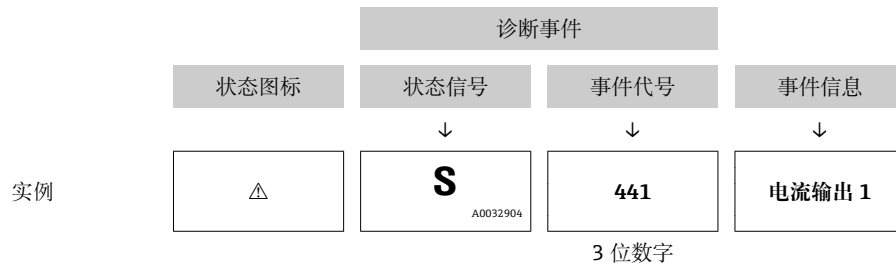 诊断事件
状态图标 状态信号 事件代号 事件信息
↓ ↓ ↓
实例 ⚠ S 441 电流输出 1
A0032904
3 位数字